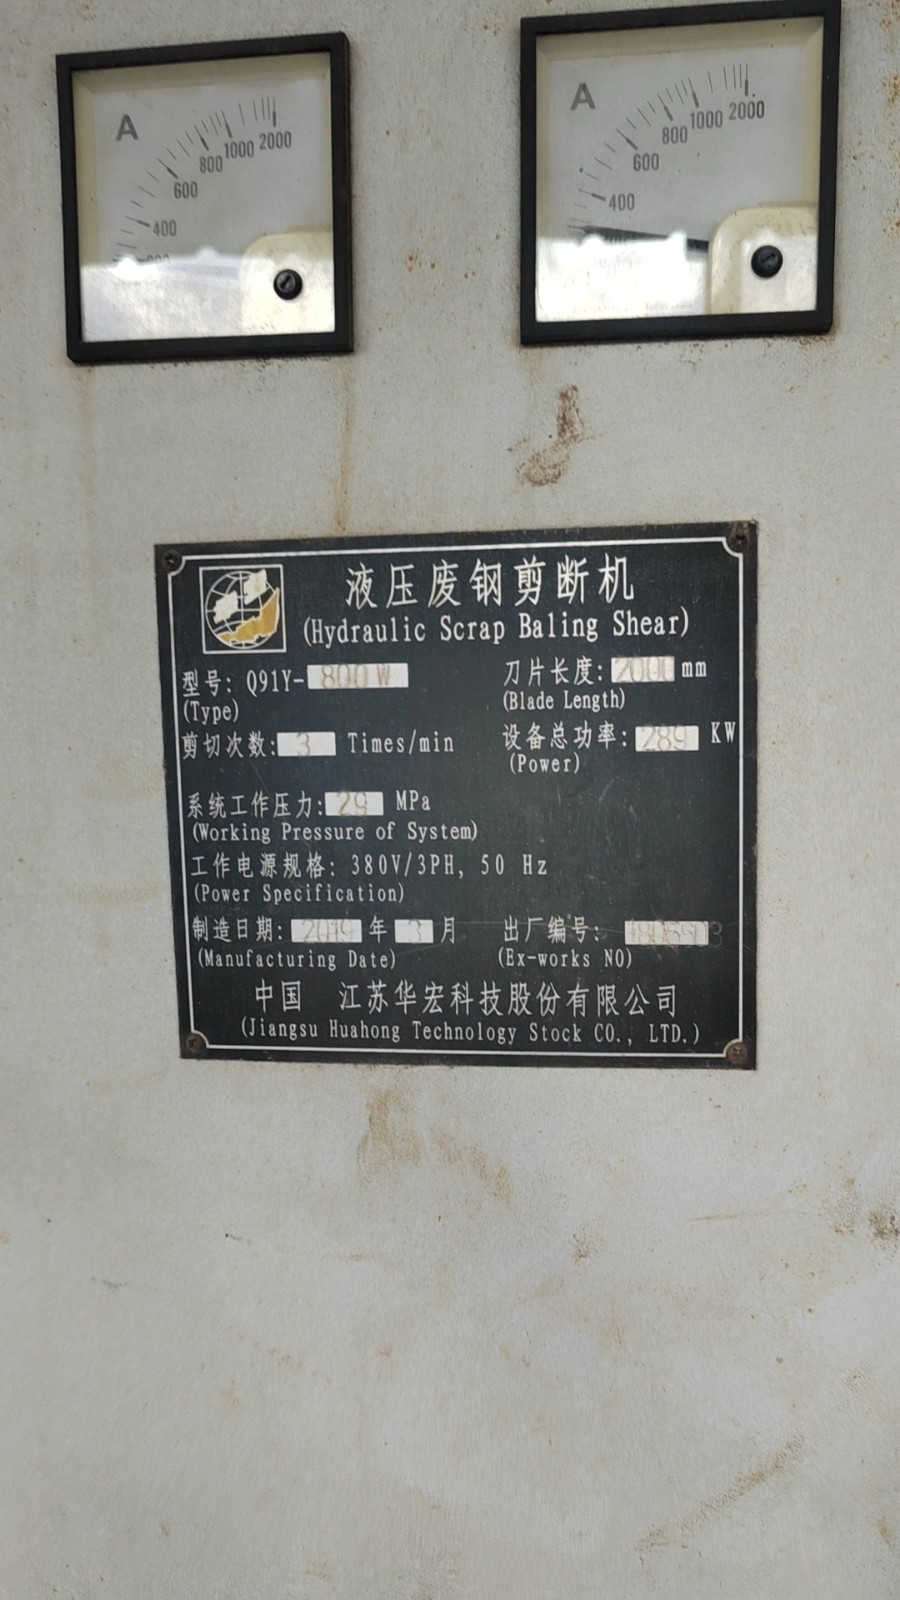 A
400
600
800
1000
2000
A
400
600
800
1000
2000
液压废钢剪断机
(Hydraulic Scrap Baling Shear)
型号: Q91Y-800W 刀片长度: 2000 mm
(Type) (Blade Length)
剪切次数: 3 Times/min 设备总功率: 289 KW
(Power)
系统工作压力: 29 MPa
(Working Pressure of System)
工作电源规格: 380V/3PH, 50 Hz
(Power Specification)
制造日期: 2019 年 3 月 出厂编号:
(Manufacturing Date) (Ex-works NO)
中国 江苏华宏科技股份有限公司
(Jiangsu Huahong Technology Stock CO., LTD.)